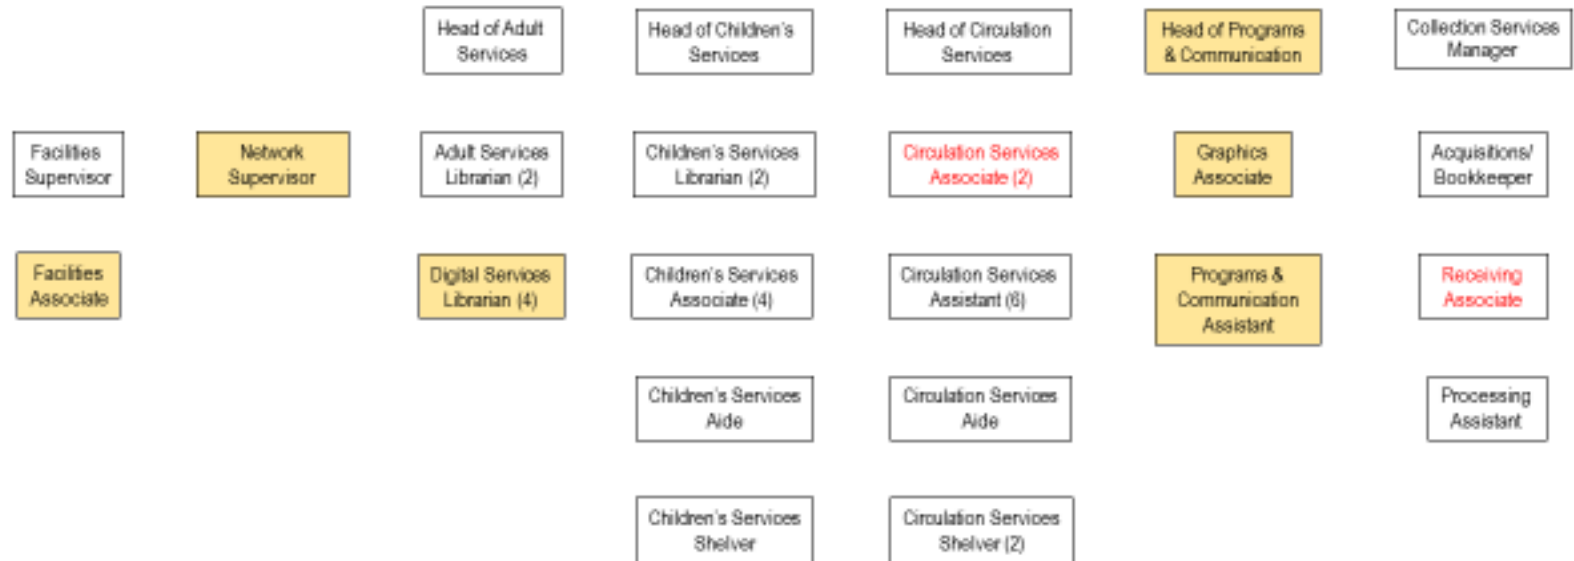 Head of Adult
Services
Head of Children's
Services
Head of Circulation
Services
Head of Programs
& Communication
Collection Services
Manager
Facilities
Supervisor
Network
Supervisor
Adult Services
Librarian (2)
Children's Services
Librarian (2)
Circulation Services
Associate (2)
Graphics
Associate
Acquisitions/
Bookkeeper
Facilities
Associate
Digital Services
Librarian (4)
Children's Services
Associate (4)
Circulation Services
Assistant (6)
Programs &
Communication
Assistant
Receiving
Associate
Children's Services
Aide
Circulation Services
Aide
Processing
Assistant
Children's Services
Shelver
Circulation Services
Shelver (2)